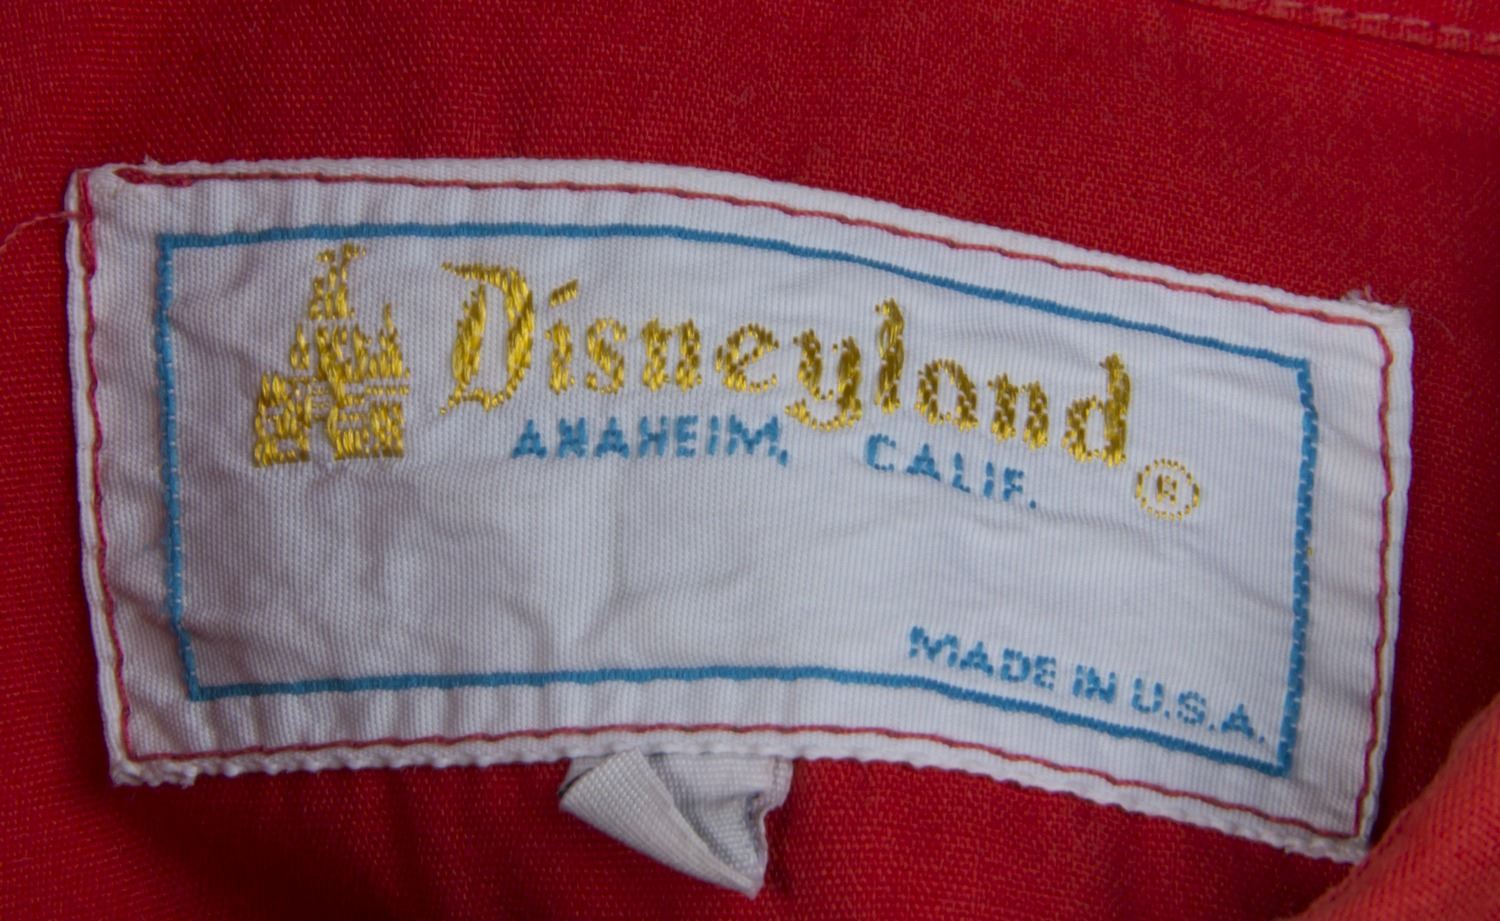 Disneyland®
ANAHEIM, CALIF.
MADE IN U.S.A.